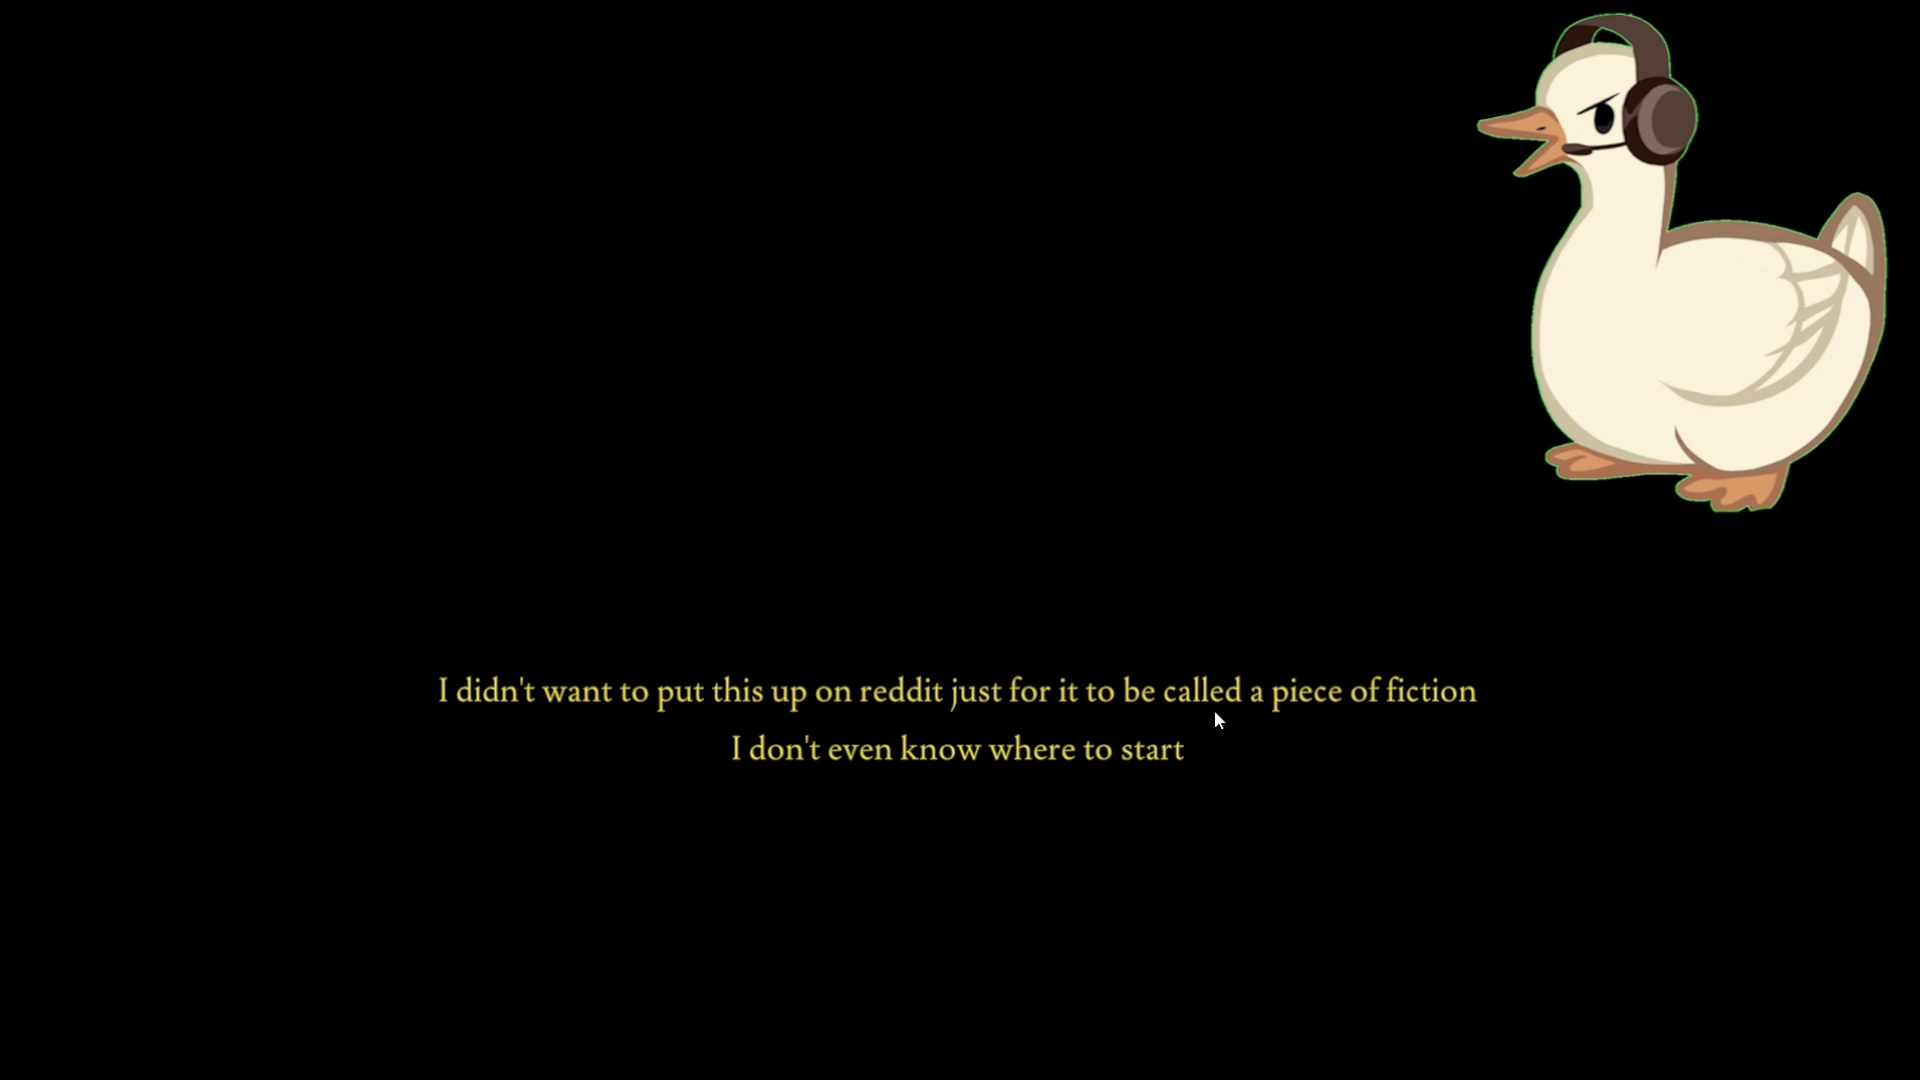 I didn't want to put this up on reddit just for it to be called a piece of fiction
I don't even know where to start